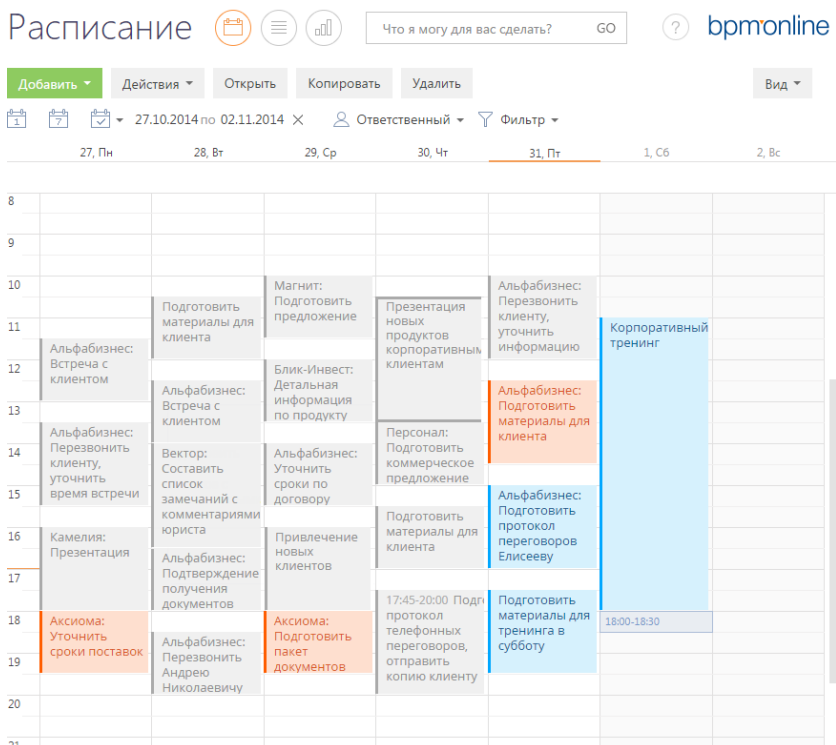 Расписание
Что я могу для вас сделать? GO
?
bpm'online
Добавить Действия Открыть Копировать Удалить Вид
1 7 27.10.2014 по 02.11.2014 Ответственный Фильтр
27, Пн 28, Вт 29, Ср 30, Чт 31, Пт 1, Сб 2, Вс
8
9
10
11
12
13
14
15
16
17
18
19
20
21
Альфабизнес:
Встреча с
клиентом
Альфабизнес:
Перезвонить
клиенту,
уточнить
время встречи
Камелия:
Презентация
Аксиома:
Уточнить
сроки поставок
Подготовить
материалы для
клиента
Альфабизнес:
Встреча с
клиентом
Вектор:
Составить
список
замечаний с
комментариями
юриста
Альфабизнес:
Подтверждение
получения
документов
Альфабизнес:
Перезвонить
Андрею
Николаевичу
Магнит:
Подготовить
предложение
Блик-Инвест:
Детальная
информация
по продукту
Альфабизнес:
Уточнить
сроки по
договору
Привлечение
новых
клиентов
Аксиома:
Подготовить
пакет
документов
Презентация
новых
продуктов
корпоративным
клиентам
Персонал:
Подготовить
коммерческое
предложение
Подготовить
материалы для
клиента
17:45-20:00 Подг
протокол
телефонных
переговоров,
отправить
копию клиенту
Альфабизнес:
Перезвонить
клиенту,
уточнить
информацию
Альфабизнес:
Подготовить
материалы для
клиента
Альфабизнес:
Подготовить
протокол
переговоров
Елисееву
Подготовить
материалы для
тренинга в
субботу
Корпоративный
тренинг
18:00-18:30